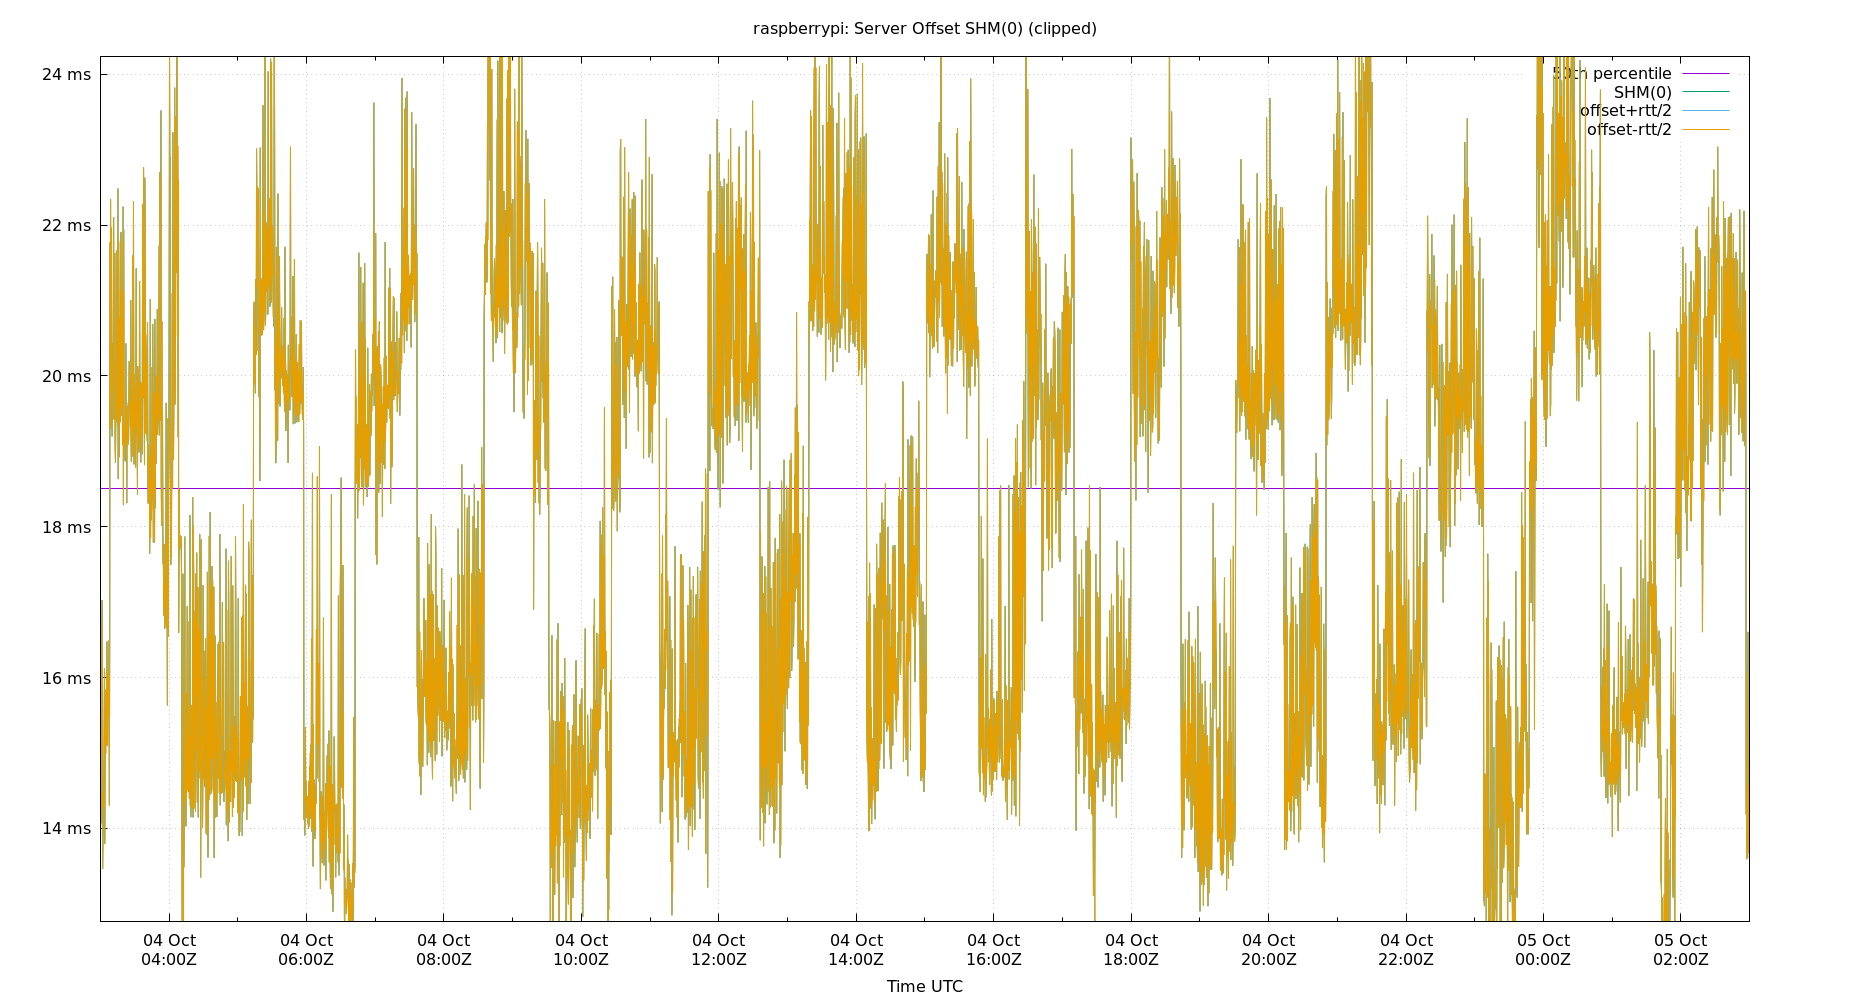 raspberrypi: Server Offset SHM(0) (clipped)
24 ms
22 ms
20 ms
18 ms
16 ms
14 ms
50th percentile
SHM(0)
offset+rtt/2
offset-rtt/2
04 Oct 04 Oct 04 Oct 04 Oct 04 Oct 04 Oct 04 Oct 04 Oct 04 Oct 04 Oct 05 Oct 05 Oct
04:00Z 06:00Z 08:00Z 10:00Z 12:00Z 14:00Z 16:00Z 18:00Z 20:00Z 22:00Z 00:00Z 02:00Z
Time UTC